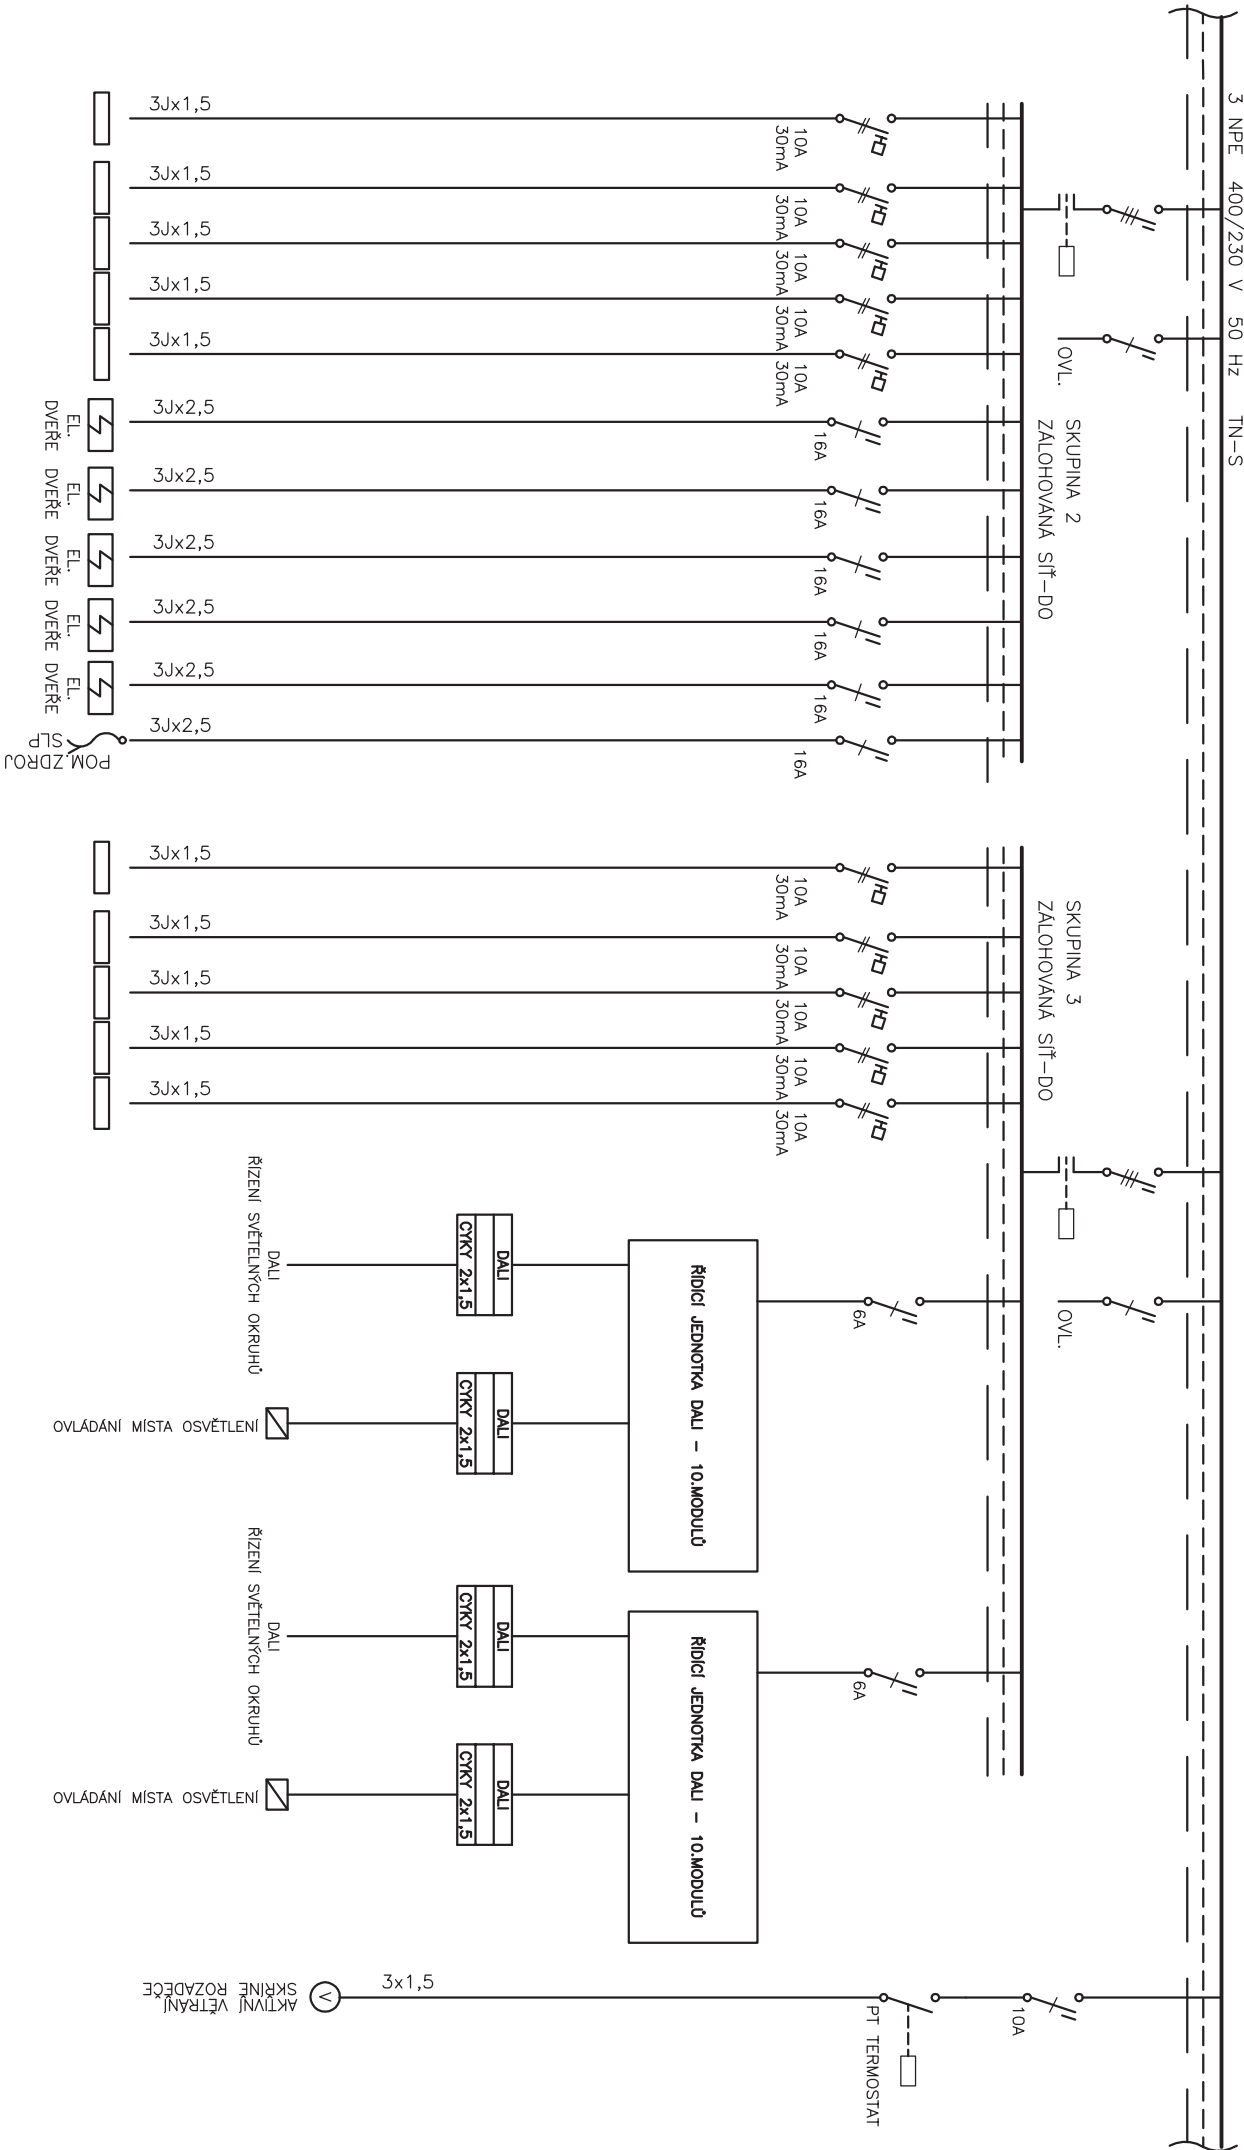 3 NPE 400/230 V 50 Hz TN-S
OVL.
SKUPINA 2
ZÁLOHOVÁNÁ SÍŤ-DO
10A
30mA
10A
30mA
10A
30mA
10A
30mA
10A
30mA
16A
16A
16A
16A
16A
16A
3Jx1,5
3Jx1,5
3Jx1,5
3Jx1,5
3Jx1,5
3Jx2,5
3Jx2,5
3Jx2,5
3Jx2,5
3Jx2,5
3Jx2,5
EL.
DVEŘE
EL.
DVEŘE
EL.
DVEŘE
EL.
DVEŘE
EL.
DVEŘE
POM.ZDROJ
SLP
SKUPINA 3
ZÁLOHOVÁNÁ SÍŤ-DO
OVL.
10A
30mA
10A
30mA
10A
30mA
10A
30mA
10A
30mA
6A
6A
3Jx1,5
3Jx1,5
3Jx1,5
3Jx1,5
3Jx1,5
ŘÍDÍCÍ JEDNOTKA DALI - 10.MODULŮ
DALI
CYKY 2x1,5
DALI
CYKY 2x1,5
DALI
ŘÍZENÍ SVĚTELNÝCH OKRUHŮ
OVLÁDÁNÍ MÍSTA OSVĚTLENÍ
ŘÍDÍCÍ JEDNOTKA DALI - 10.MODULŮ
DALI
CYKY 2x1,5
DALI
CYKY 2x1,5
DALI
ŘÍZENÍ SVĚTELNÝCH OKRUHŮ
OVLÁDÁNÍ MÍSTA OSVĚTLENÍ
10A
PT TERMOSTAT
3x1,5
V
AKTIVNÍ VĚTRÁNÍ
SKŘÍNĚ ROZADĚČE